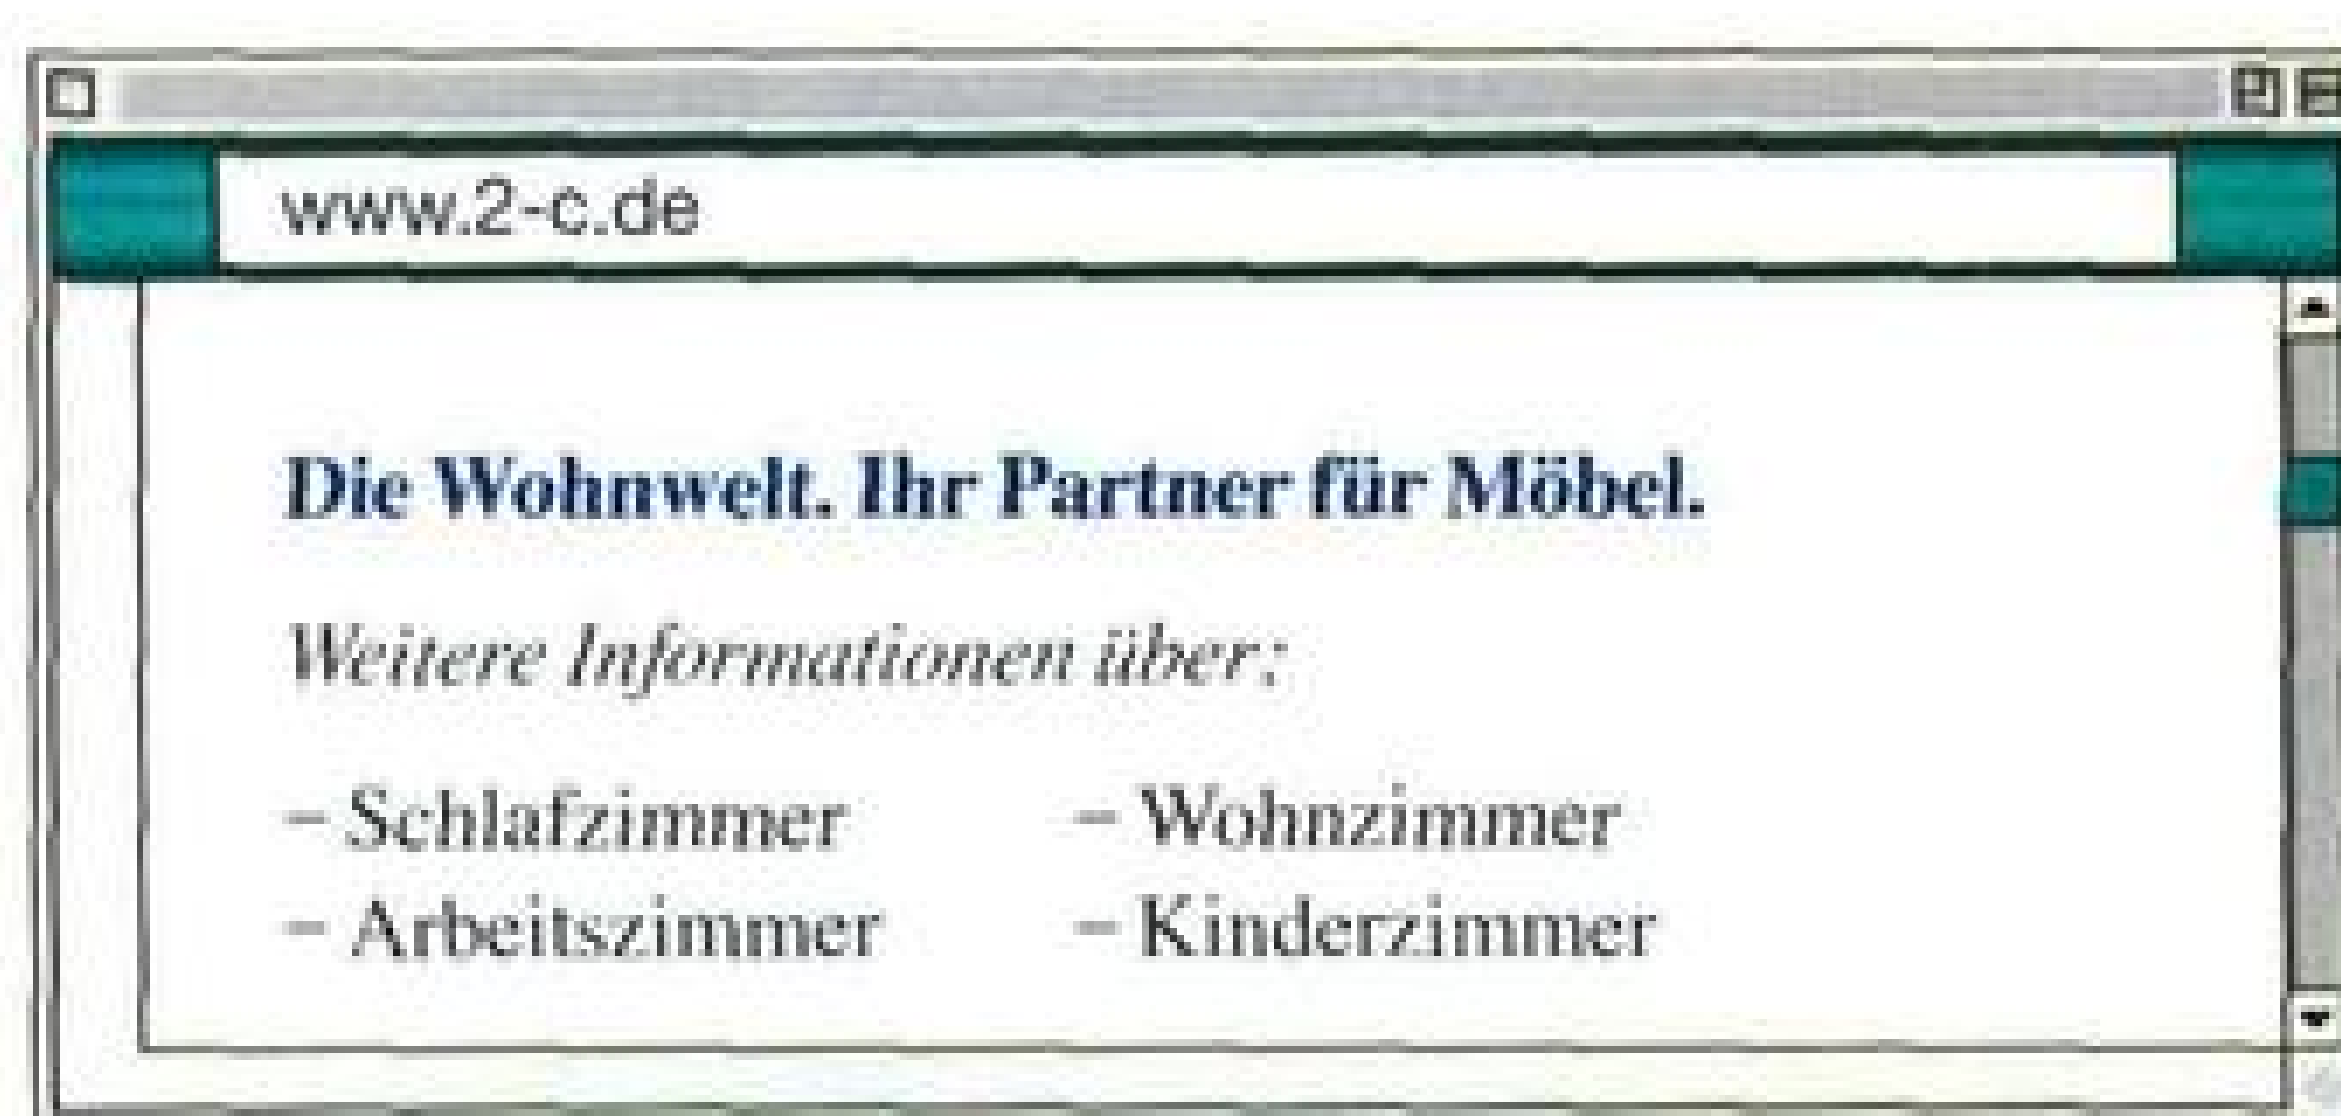 www.2-c.de
Die Wohnwelt. Ihr Partner für Möbel.
Weitere Informationen über:
– Schlafzimmer – Wohnzimmer
– Arbeitszimmer – Kinderzimmer